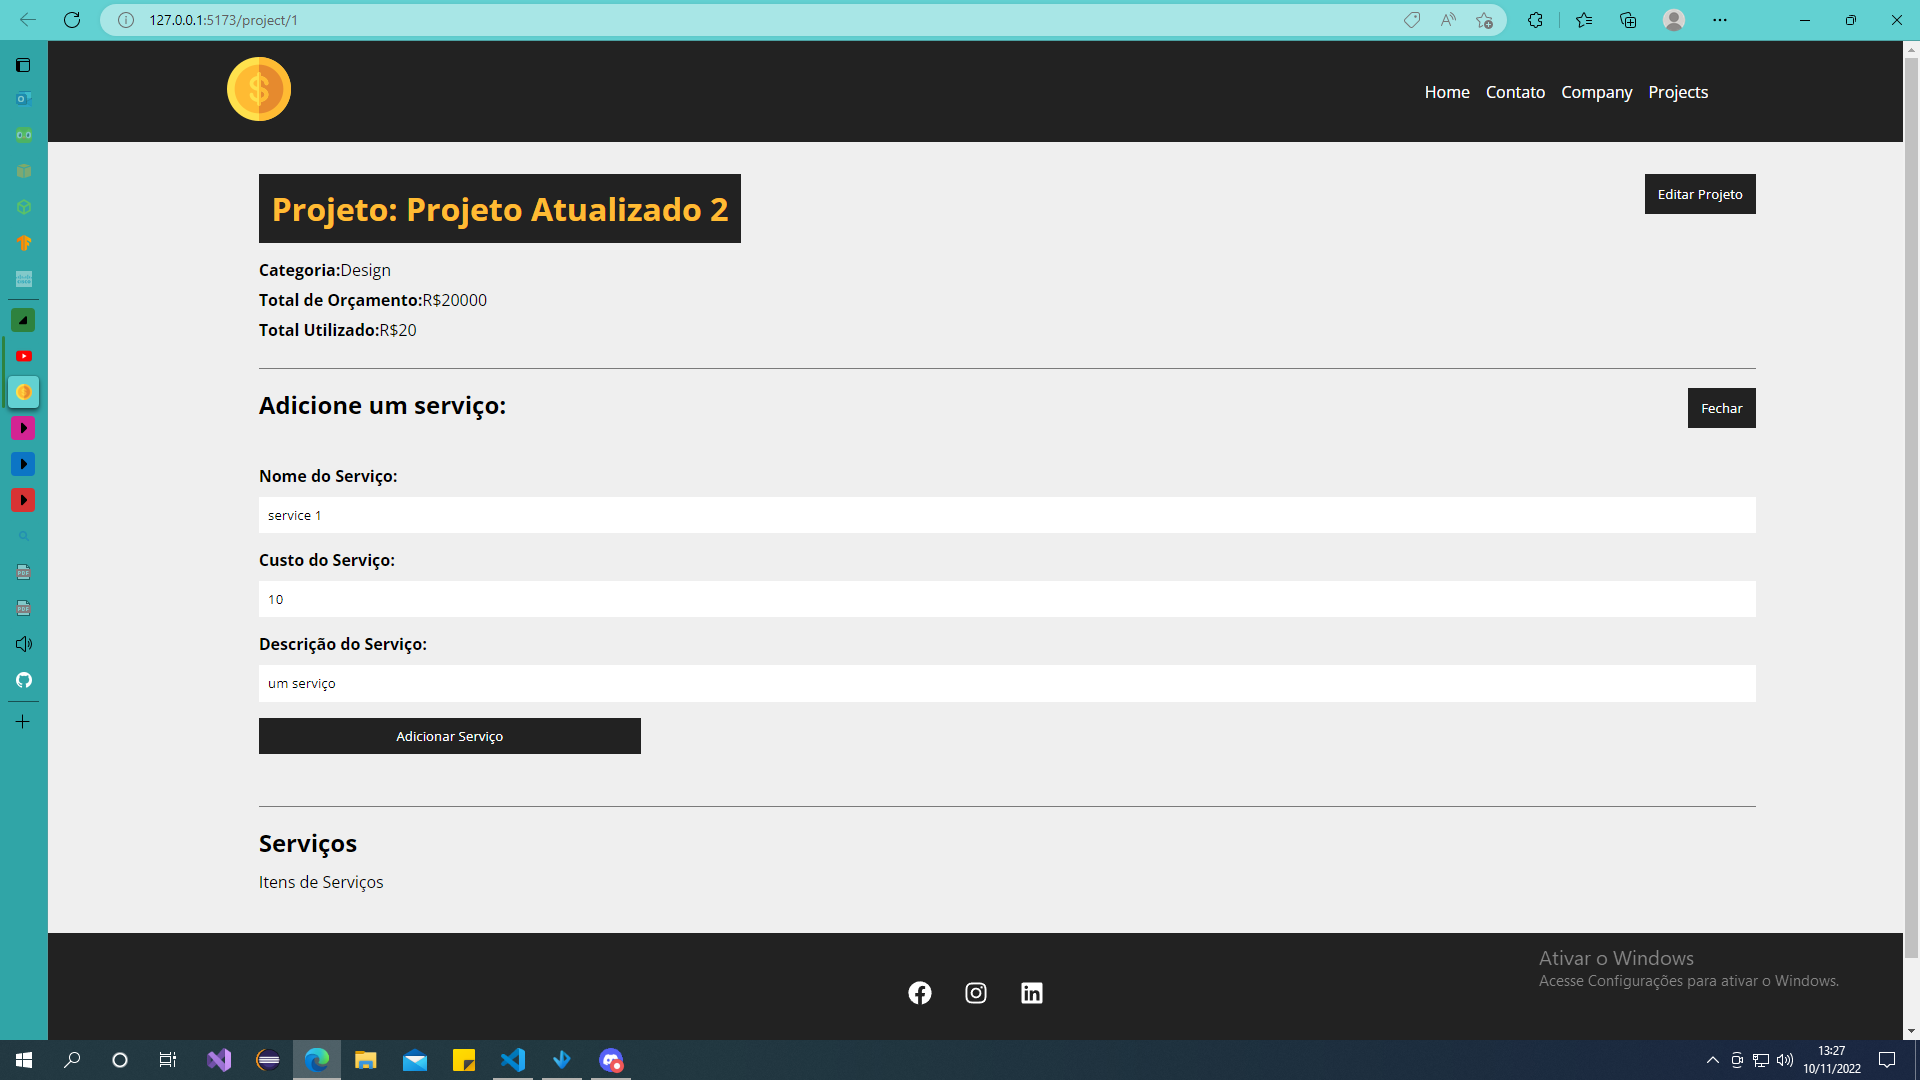 127.0.0.1:5173/project/1
Home Contato Company Projects
Projeto: Projeto Atualizado 2
Editar Projeto
Categoria:Design
Total de Orçamento:R$20000
Total Utilizado:R$20
Adicione um serviço:
Fechar
Nome do Serviço:
service 1
Custo do Serviço:
10
Descrição do Serviço:
um serviço
Adicionar Serviço
Serviços
Itens de Serviços
Ativar o Windows
Acesse Configurações para ativar o Windows.
13:27
10/11/2022